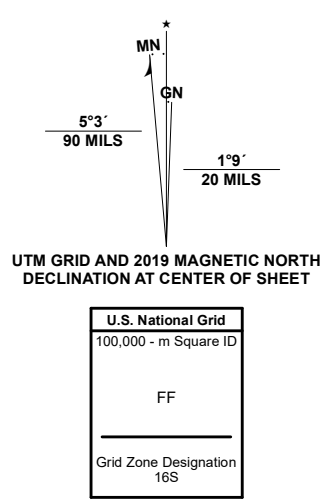 MN
GN
5°3´
90 MILS
1°9´
20 MILS
UTM GRID AND 2019 MAGNETIC NORTH
DECLINATION AT CENTER OF SHEET
U.S. National Grid
100,000 - m Square ID
FF
Grid Zone Designation
16S